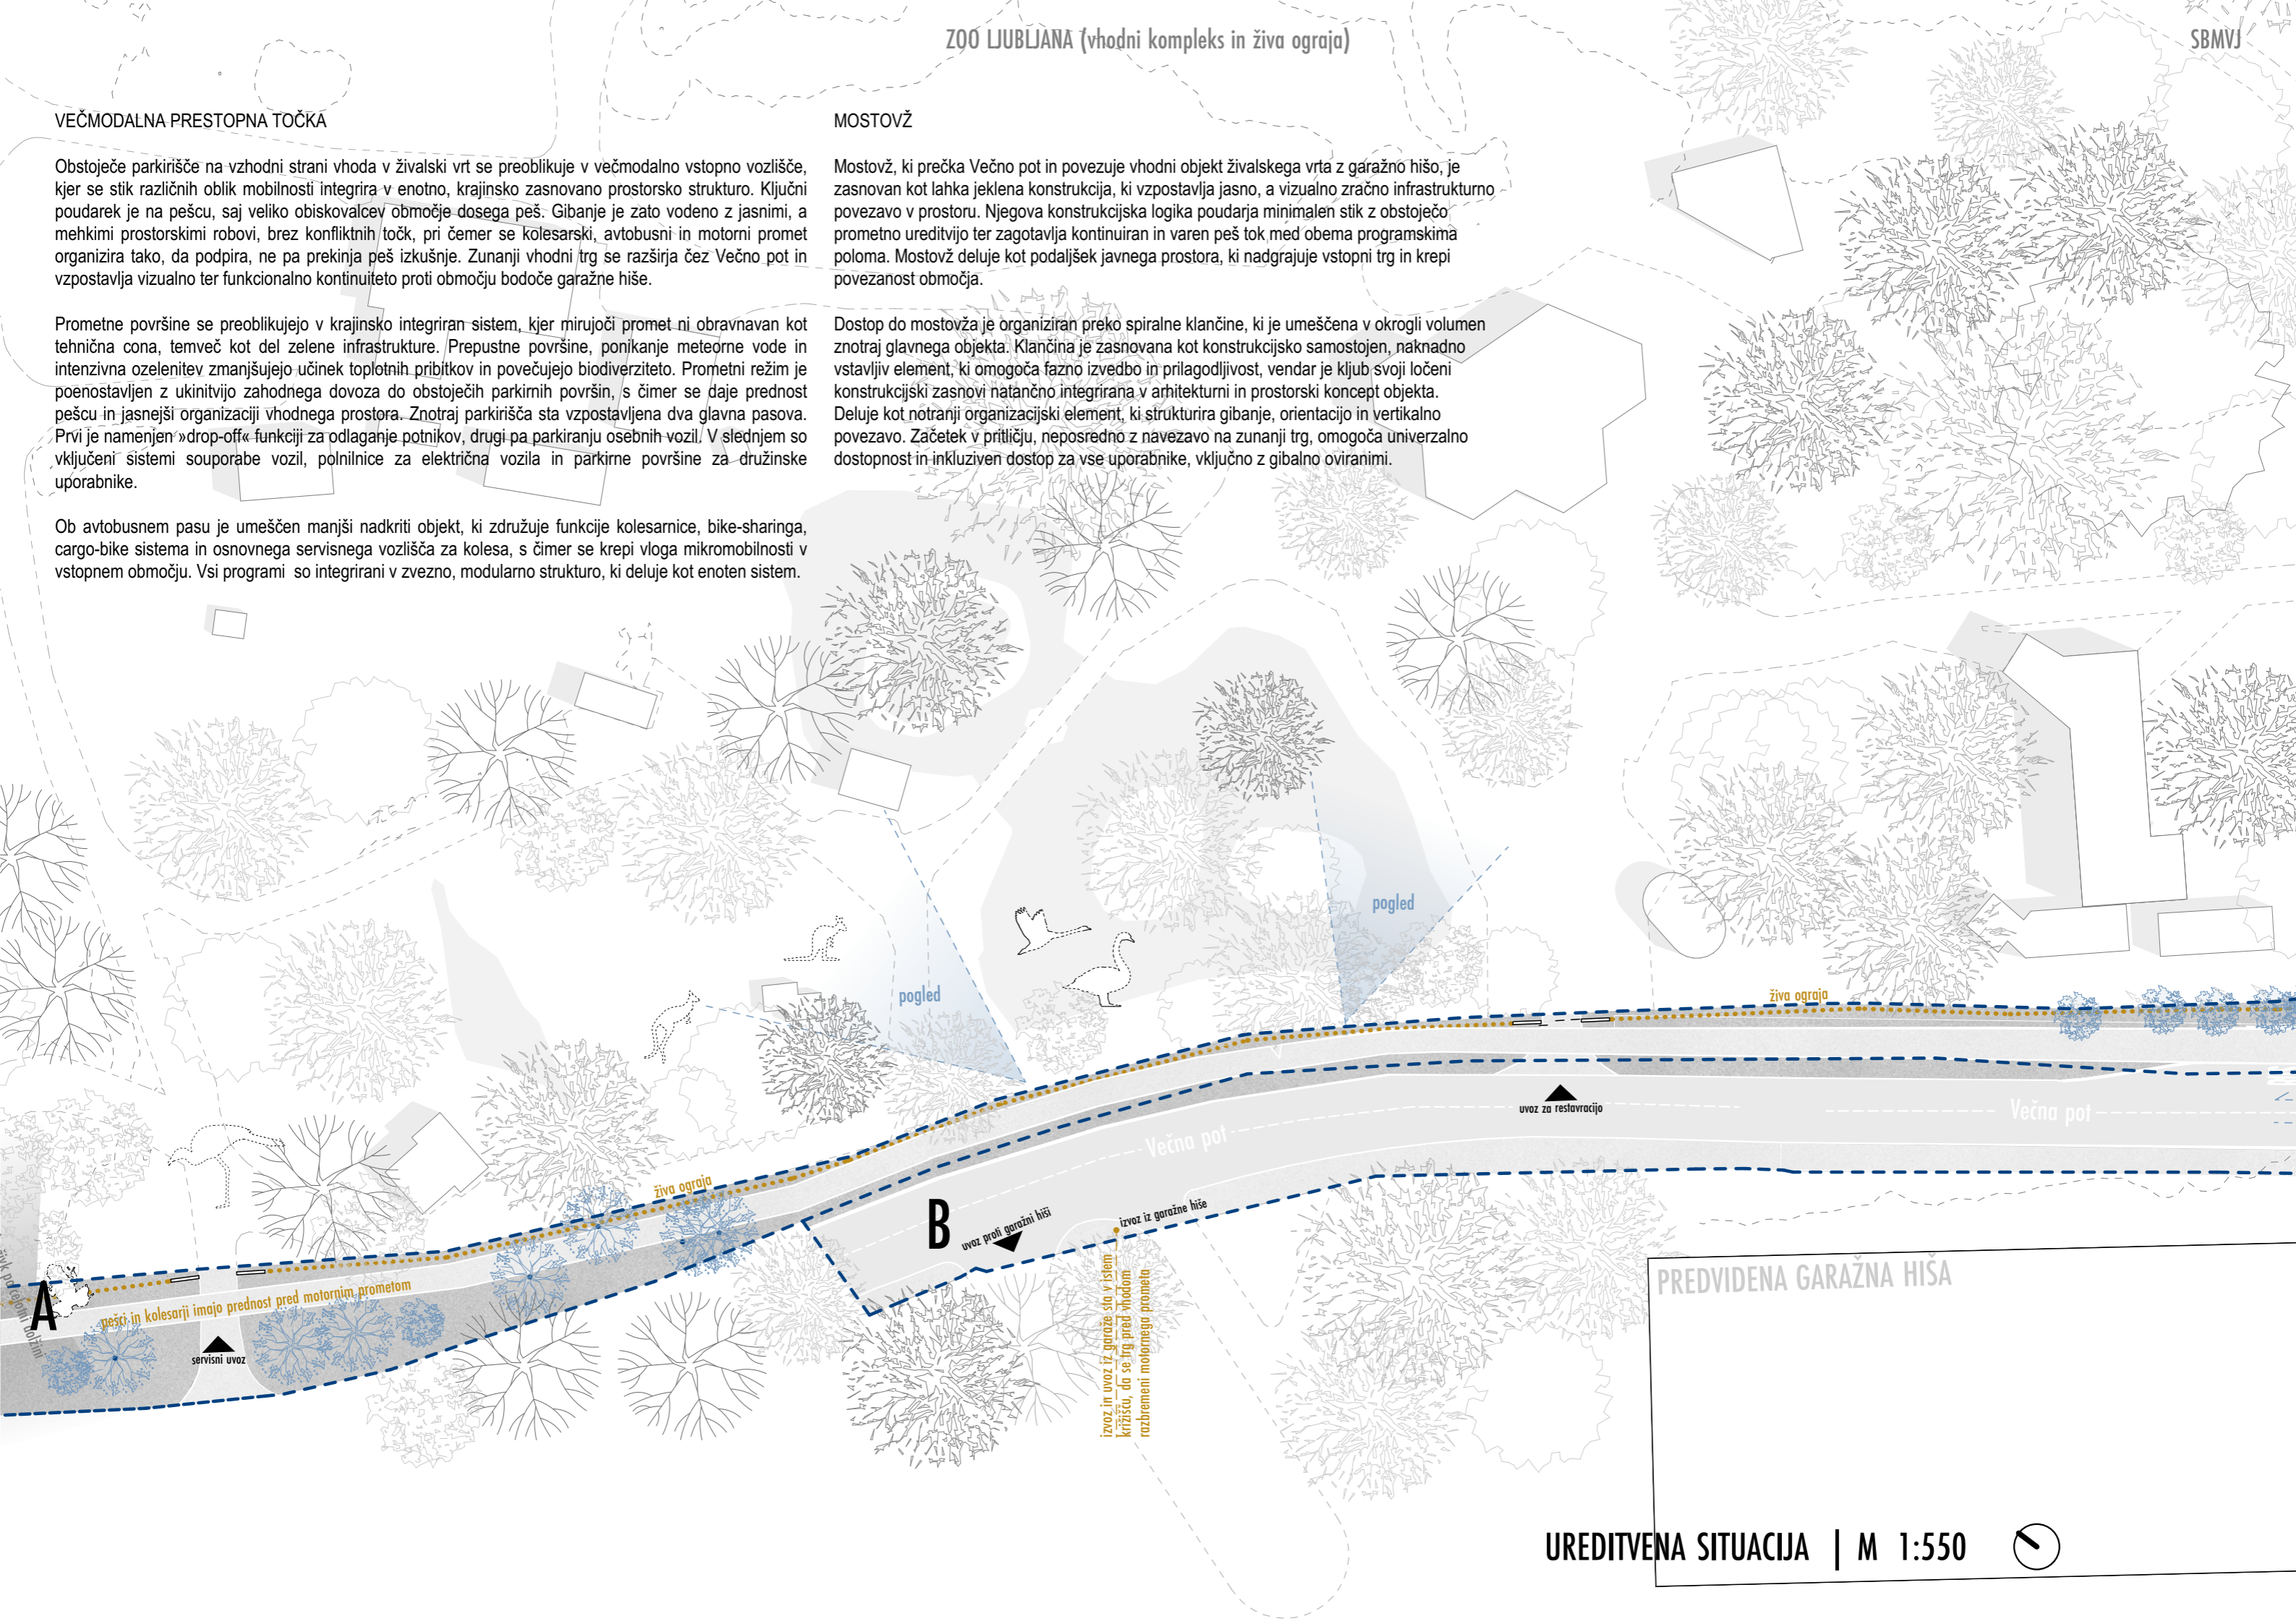 ZOO LJUBLJANA (vhodni kompleks in živa ograja)
SBMVJ
VEČMODALNA PRESTOPNA TOČKA
Obstoječe parkirišče na vzhodni strani vhoda v živalski vrt se preoblikuje v večmodalno vstopno vozlišče,
kjer se stik različnih oblik mobilnosti integrira v enotno, krajinsko zasnovano prostorsko strukturo. Ključni
poudarek je na pešcu, saj veliko obiskovalcev območje dosega peš. Gibanje je zato vodeno z jasnimi, a
mehkimi prostorskimi robovi, brez konfliktnih točk, pri čemer se kolesarski, avtobusni in motorni promet
organizira tako, da podpira, ne pa prekinja peš izkušnje. Zunanji vhodni trg se razširja čez Večno pot in
vzpostavlja vizualno ter funkcionalno kontinuiteto proti območju bodoče garažne hiše.
Prometne površine se preoblikujejo v krajinsko integriran sistem, kjer mirujoči promet ni obravnavan kot
tehnična cona, temveč kot del zelene infrastrukture. Prepustne površine, ponikanje meteorne vode in
intenzivna ozelenitev zmanjšujejo učinek toplotnih pribitkov in povečujejo biodiverziteto. Prometni režim je
poenostavljen z ukinitvijo zahodnega dovoza do obstoječih parkirnih površin, s čimer se daje prednost
pešcu in jasnejši organizaciji vhodnega prostora. Znotraj parkirišča sta vzpostavljena dva glavna pasova.
Prvi je namenjen »drop-off« funkciji za odlaganje potnikov, drugi pa parkiranju osebnih vozil. V slednjem so
vključeni sistemi souporabe vozil, polnilnice za električna vozila in parkirne površine za družinske
uporabnike.
Ob avtobusnem pasu je umeščen manjši nadkriti objekt, ki združuje funkcije kolesarnice, bike-sharinga,
cargo-bike sistema in osnovnega servisnega vozlišča za kolesa, s čimer se krepi vloga mikromobilnosti v
vstopnem območju. Vsi programi so integrirani v zvezno, modularno strukturo, ki deluje kot enoten sistem.
MOSTOVŽ
Mostovž, ki prečka Večno pot in povezuje vhodni objekt živalskega vrta z garažno hišo, je
zasnovan kot lahka jeklena konstrukcija, ki vzpostavlja jasno, a vizualno zračno infrastrukturno
povezavo v prostoru. Njegova konstrukcijska logika poudarja minimalen stik z obstoječo
prometno ureditvijo ter zagotavlja kontinuiran in varen peš tok med obema programskima
poloma. Mostovž deluje kot podaljšek javnega prostora, ki nadgrajuje vstopni trg in krepi
povezanost območja.
Dostop do mostovža je organiziran preko spiralne klančine, ki je umeščena v okrogli volumen
znotraj glavnega objekta. Klančina je zasnovana kot konstrukcijsko samostojen, naknadno
vstavljiv element, ki omogoča fazno izvedbo in prilagodljivost, vendar je kljub svoji ločeni
konstrukcijski zasnovi natančno integrirana v arhitekturni in prostorski koncept objekta.
Deluje kot notranji organizacijski element, ki strukturira gibanje, orientacijo in vertikalno
povezavo. Začetek v pritličju, neposredno z navezavo na zunanji trg, omogoča univerzalno
dostopnost in inkluziven dostop za vse uporabnike, vključno z gibalno oviranimi.
pogled
pogled
živa ograja
uvoz za restavracijo
Večna pot
Večna pot
živa ograja
B
uvoz proti garažni hiši
izvoz iz garažne hiše
izvoz in uvoz iz garaže sta v istem
križišču, da se trg pred vhodom
razbremeni motornega prometa
A
pešci in kolesarji imajo prednost pred motornim prometom
servisni uvoz
PREDVIDENA GARAŽNA HIŠA
UREDITVENA SITUACIJA | M 1:550